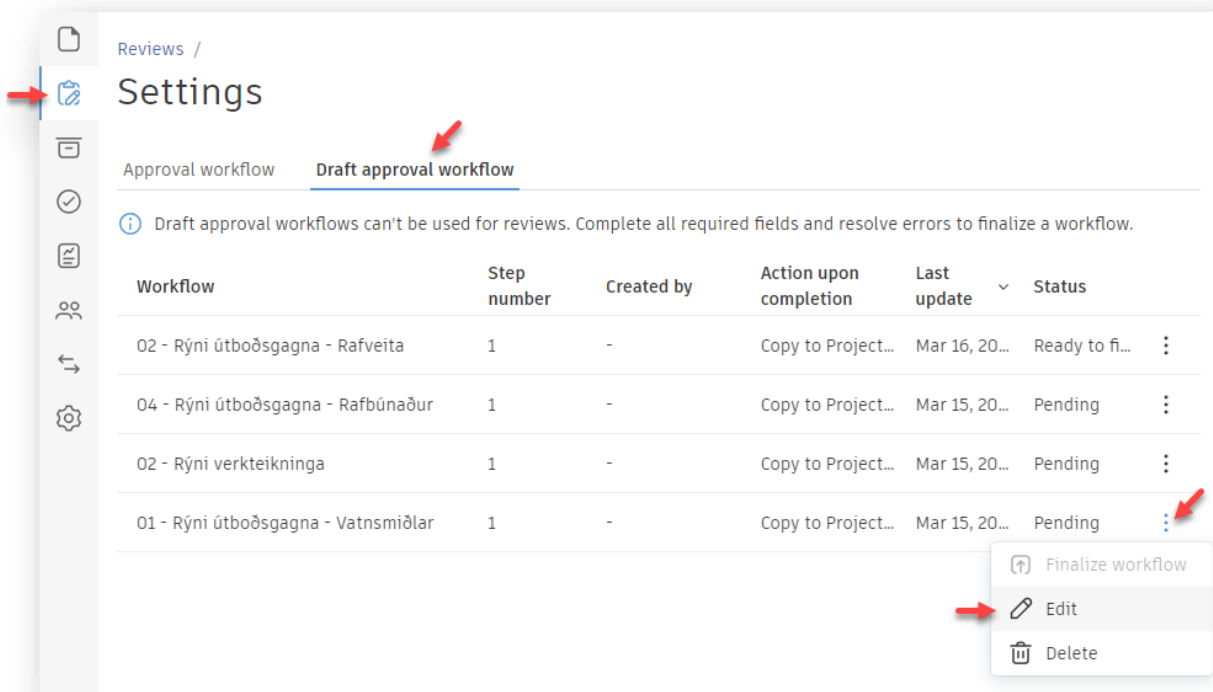 Reviews /
Settings
Approval workflow Draft approval workflow
Draft approval workflows can't be used for reviews. Complete all required fields and resolve errors to finalize a workflow.
Workflow Step number Created by Action upon completion Last update Status
02 - Rýni útboðsgagna - Rafveita 1 - Copy to Project... Mar 16, 20... Ready to fi...
04 - Rýni útboðsgagna - Rafbúnaður 1 - Copy to Project... Mar 15, 20... Pending
02 - Rýni verkteikninga 1 - Copy to Project... Mar 15, 20... Pending
01 - Rýni útboðsgagna - Vatnsmiðlar 1 - Copy to Project... Mar 15, 20... Pending
Finalize workflow
Edit
Delete